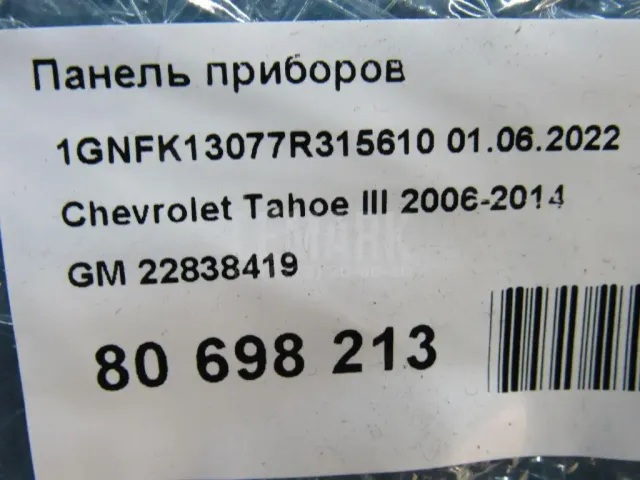 Панель приборов
1GNFK13077R315610 01.06.2022
Chevrolet Tahoe III 2006-2014
GM 22838419
80 698 213